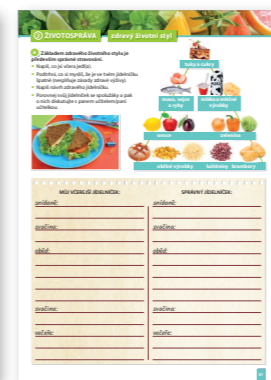 5 ŽIVOTOSPRÁVA
zdravý životní styl
4 Základem zdravého životního stylu je
především správné stravování.
• Napiš, co jsi včera jedl(a).
• Podtrhni, co si myslíš, že je ve tvém jídelníčku
špatně (nesplňuje zásady zdravé výživy).
• Napiš návrh zdravého jídelníčku.
• Porovnej svůj jídelníček se spolužáky a pak
o nich diskutujte s panem učitelem/paní
učitelkou.
tuky a cukry
maso, vejce
a ryby
mléko a mléčné
výrobky
ovoce
zelenina
obilné výrobky
luštěniny
brambory
MŮJ VČEREJŠÍ JÍDELNÍČEK:
SPRÁVNÝ JÍDELNÍČEK:
snídaně:
snídaně:
svačina:
svačina:
oběd:
oběd:
svačina:
svačina:
večeře:
večeře: